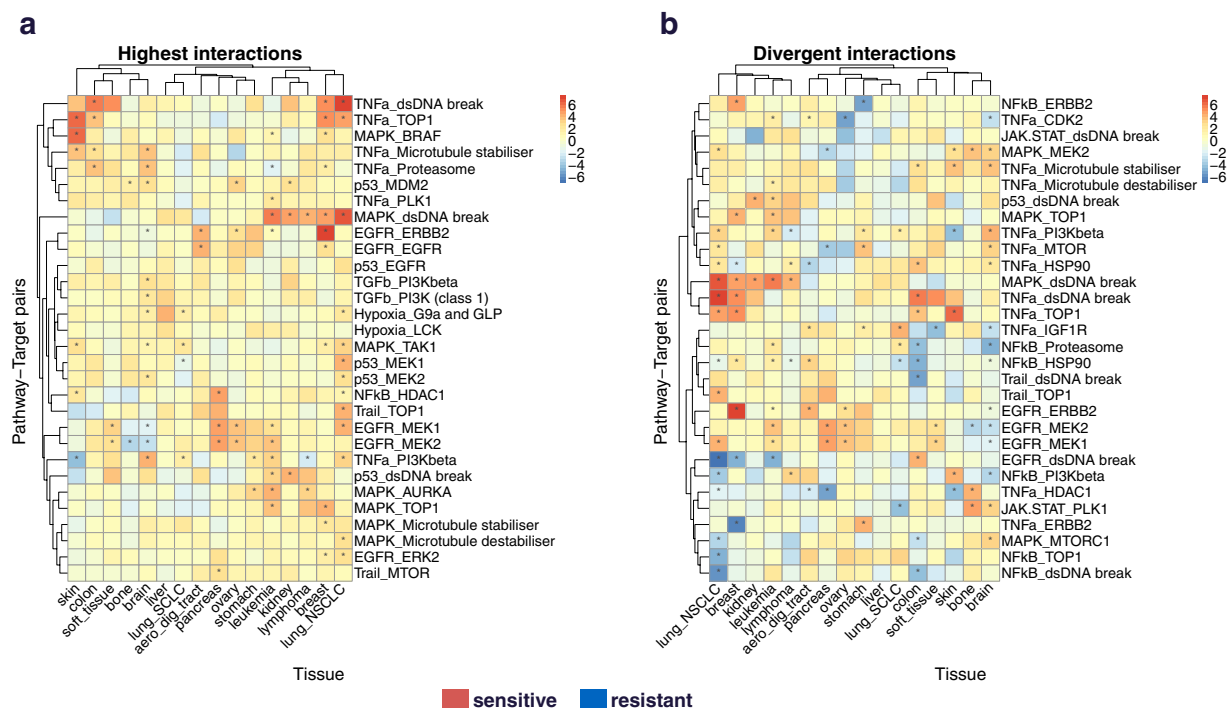 a
Highest interactions
TNFa_dsDNA break
TNFa_TOP1
MAPK_BRAF
TNFa_Microtubule stabiliser
TNFa_Proteasome
p53_MDM2
TNFa_PLK1
MAPK_dsDNA break
EGFR_ERBB2
EGFR_EGFR
p53_EGFR
TGFb_PI3Kbeta
TGFb_PI3K (class 1)
Hypoxia_G9a and GLP
Hypoxia_LCK
MAPK_TAK1
p53_MEK1
p53_MEK2
NFkB_HDAC1
Trail_TOP1
EGFR_MEK1
EGFR_MEK2
TNFa_PI3Kbeta
p53_dsDNA break
MAPK_AURKA
MAPK_TOP1
MAPK_Microtubule stabiliser
MAPK_Microtubule destabiliser
EGFR_ERK2
Trail_MTOR
6
4
2
0
−2
−4
−6
Pathway−Target pairs
skin
colon
soft_tissue
bone
brain
liver
lung_SCLC
aero_dig_tract
pancreas
ovary
stomach
leukemia
kidney
lymphoma
breast
lung_NSCLC
Tissue
b
Divergent interactions
NFkB_ERBB2
TNFa_CDK2
JAK.STAT_dsDNA break
MAPK_MEK2
TNFa_Microtubule stabiliser
TNFa_Microtubule destabiliser
p53_dsDNA break
MAPK_TOP1
TNFa_PI3Kbeta
TNFa_MTOR
TNFa_HSP90
MAPK_dsDNA break
TNFa_dsDNA break
TNFa_TOP1
TNFa_IGF1R
NFkB_Proteasome
NFkB_HSP90
Trail_dsDNA break
Trail_TOP1
EGFR_ERBB2
EGFR_MEK2
EGFR_MEK1
EGFR_dsDNA break
NFkB_PI3Kbeta
TNFa_HDAC1
JAK.STAT_PLK1
TNFa_ERBB2
MAPK_MTORC1
NFkB_TOP1
NFkB_dsDNA break
6
4
2
0
−2
−4
−6
Pathway−Target pairs
lung_NSCLC
breast
kidney
leukemia
lymphoma
aero_dig_tract
pancreas
ovary
stomach
liver
lung_SCLC
colon
soft_tissue
skin
bone
brain
Tissue
sensitive
resistant